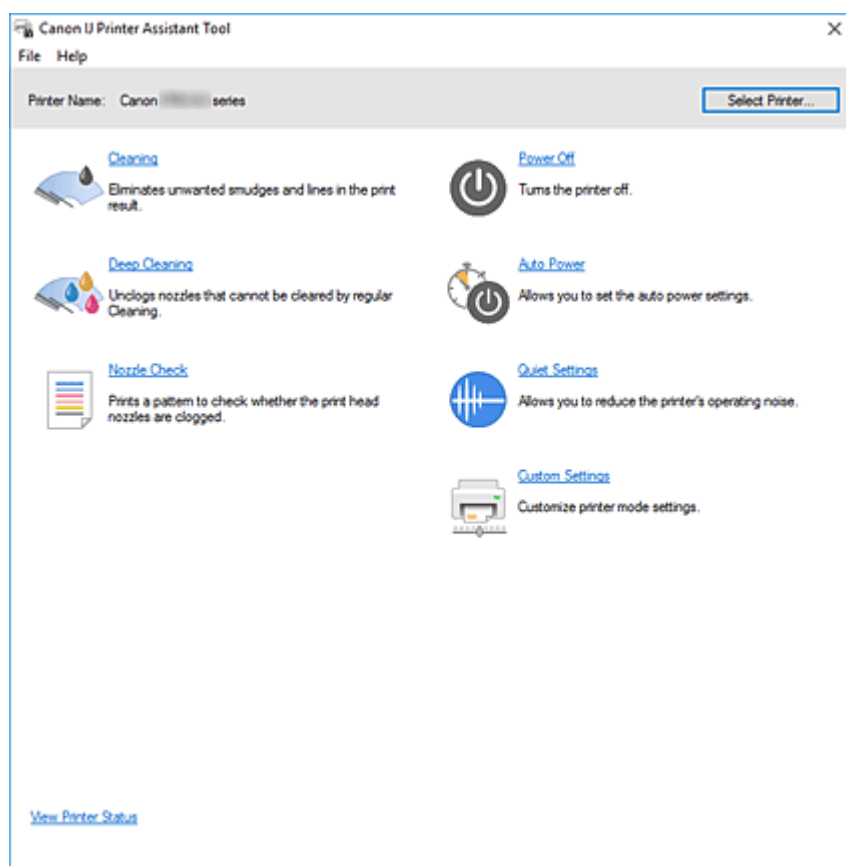 Canon IJ Printer Assistant Tool
File Help
Printer Name: Canon series
Select Printer...
Cleaning
Eliminates unwanted smudges and lines in the print
result.
Deep Cleaning
Unclogs nozzles that cannot be cleared by regular
Cleaning.
Nozzle Check
Prints a pattern to check whether the print head
nozzles are clogged.
Power Off
Turns the printer off.
Auto Power
Allows you to set the auto power settings.
Quiet Settings
Allows you to reduce the printer's operating noise.
Custom Settings
Customize printer mode settings.
View Printer Status